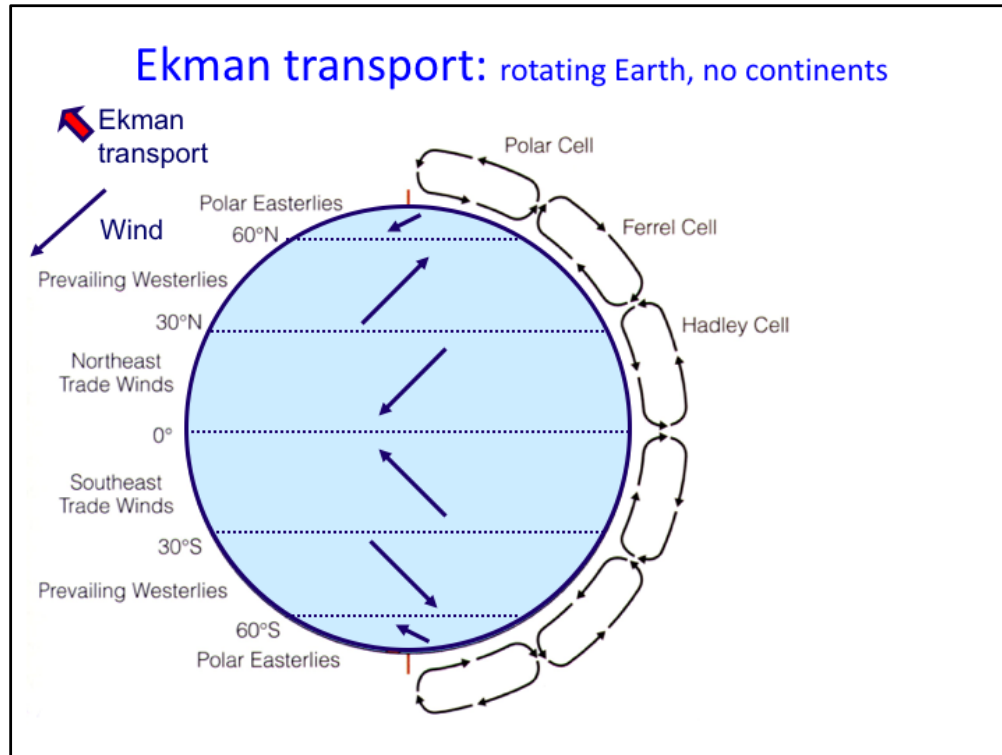 Ekman transport: rotating Earth, no continents
Ekman
transport
Polar Cell
Polar Easterlies
Wind
60°N
Ferrel Cell
Prevailing Westerlies
30°N
Hadley Cell
Northeast
Trade Winds
0°
Southeast
Trade Winds
30°S
Prevailing Westerlies
60°S
Polar Easterlies